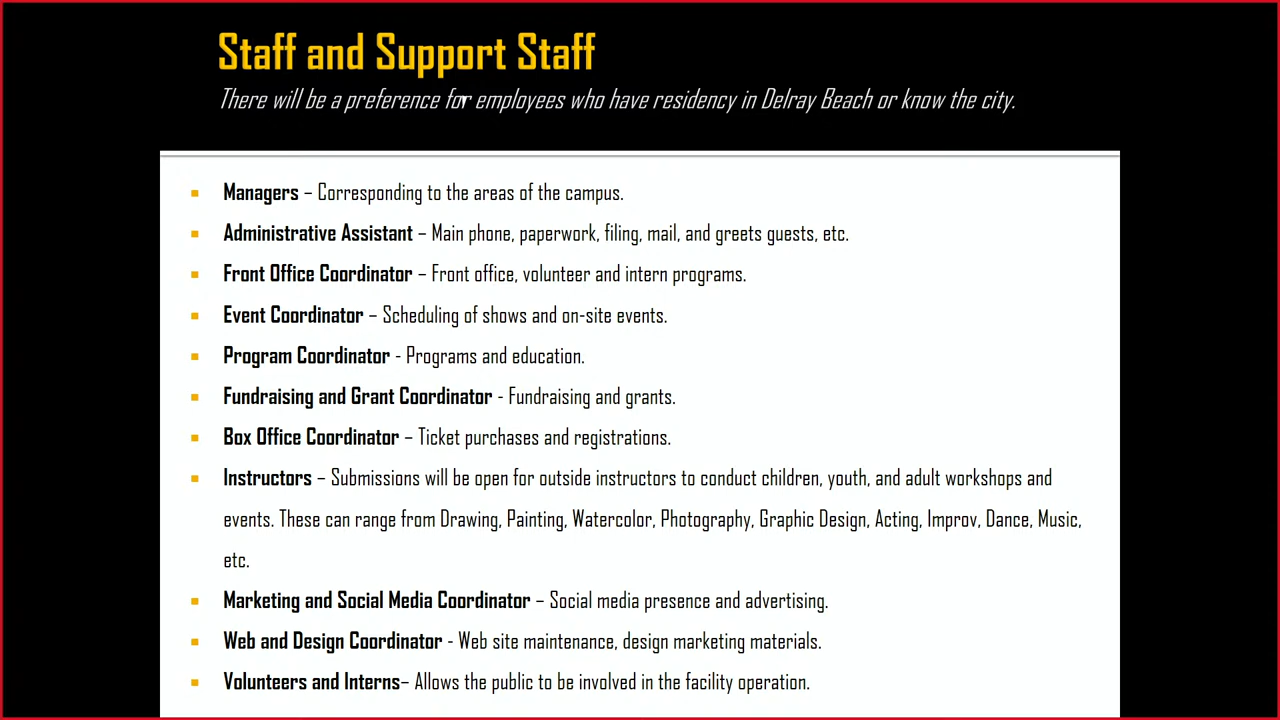 Staff and Support Staff
There will be a preference for employees who have residency in Delray Beach or know the city.
Managers – Corresponding to the areas of the campus.
Administrative Assistant – Main phone, paperwork, filing, mail, and greets guests, etc.
Front Office Coordinator – Front office, volunteer and intern programs.
Event Coordinator – Scheduling of shows and on-site events.
Program Coordinator - Programs and education.
Fundraising and Grant Coordinator - Fundraising and grants.
Box Office Coordinator – Ticket purchases and registrations.
Instructors – Submissions will be open for outside instructors to conduct children, youth, and adult workshops and
events. These can range from Drawing, Painting, Watercolor, Photography, Graphic Design, Acting, Improv, Dance, Music,
etc.
Marketing and Social Media Coordinator – Social media presence and advertising.
Web and Design Coordinator - Web site maintenance, design marketing materials.
Volunteers and Interns– Allows the public to be involved in the facility operation.